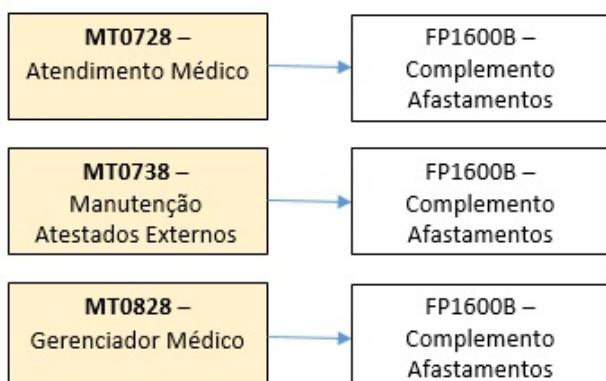 MT0728 –
Atendimento Médico
FP1600B –
Complemento
Afastamentos
MT0738 –
Manutenção
Atestados Externos
FP1600B –
Complemento
Afastamentos
MT0828 –
Gerenciador Médico
FP1600B –
Complemento
Afastamentos